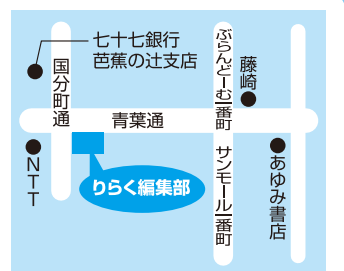 七十七銀行
芭蕉の辻支店
国分町通
ぶらんどーむ一番町
藤崎
青葉通
NTT
りらく編集部
サンモール一番町
あゆみ書店